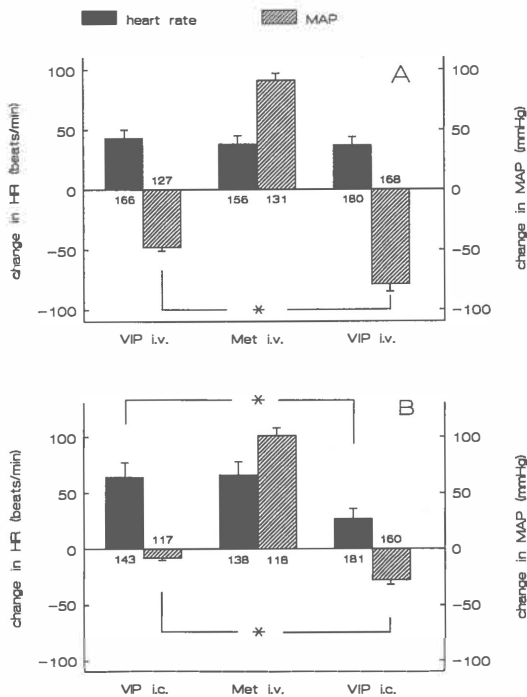 heart rate MAP
A
change in HR (beats/min)
100
50
0
-50
-100
166 127 156 131 180 168
*
VIP i.v. Met i.v. VIP i.v.
100
50
0
-50
-100
change in MAP (mmHg)
B
*
change in HR (beats/min)
100
50
0
-50
-100
143 117 138 118 181 160
*
VIP i.c. Met i.v. VIP i.c.
100
50
0
-50
-100
change in MAP (mmHg)